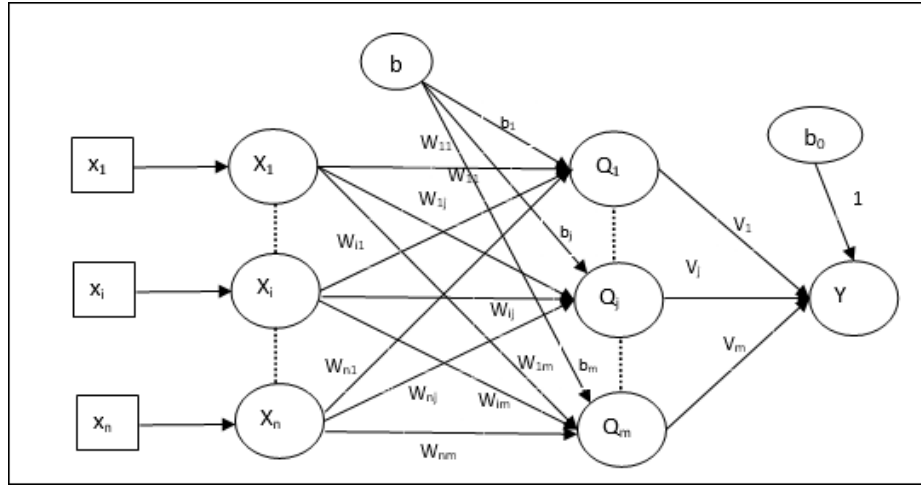 b
b₀
b₁
x₁
X₁
W₁₁
W₁₁
Q₁
1
W₁ⱼ
V₁
Wᵢ₁
bⱼ
xᵢ
Xᵢ
Vⱼ
Qⱼ
Y
Wᵢⱼ
Vₘ
Wₙ₁
W₁ₘ
bₘ
Wₙⱼ
Wᵢₘ
xₙ
Xₙ
Qₘ
Wₙₘ